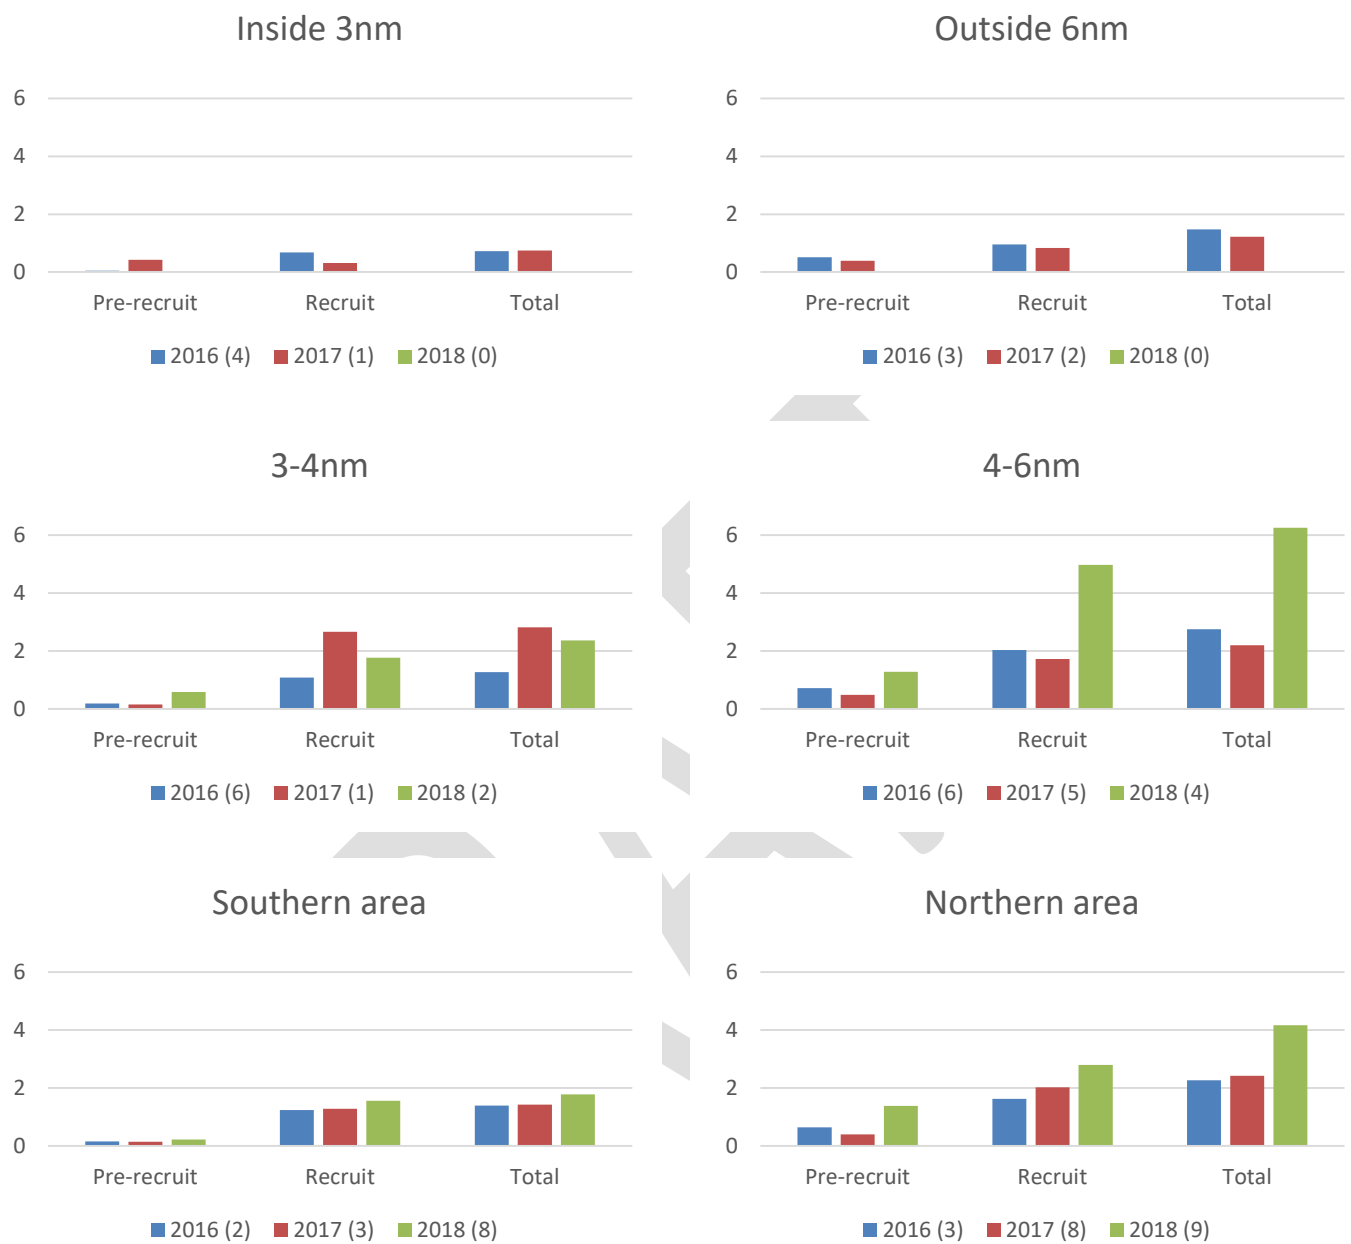 Inside 3nm
6
4
2
0
Pre-recruit Recruit Total
2016 (4) 2017 (1) 2018 (0)
Outside 6nm
6
4
2
0
Pre-recruit Recruit Total
2016 (3) 2017 (2) 2018 (0)
3-4nm
6
4
2
0
Pre-recruit Recruit Total
2016 (6) 2017 (1) 2018 (2)
4-6nm
6
4
2
0
Pre-recruit Recruit Total
2016 (6) 2017 (5) 2018 (4)
Southern area
6
4
2
0
Pre-recruit Recruit Total
2016 (2) 2017 (3) 2018 (8)
Northern area
6
4
2
0
Pre-recruit Recruit Total
2016 (3) 2017 (8) 2018 (9)